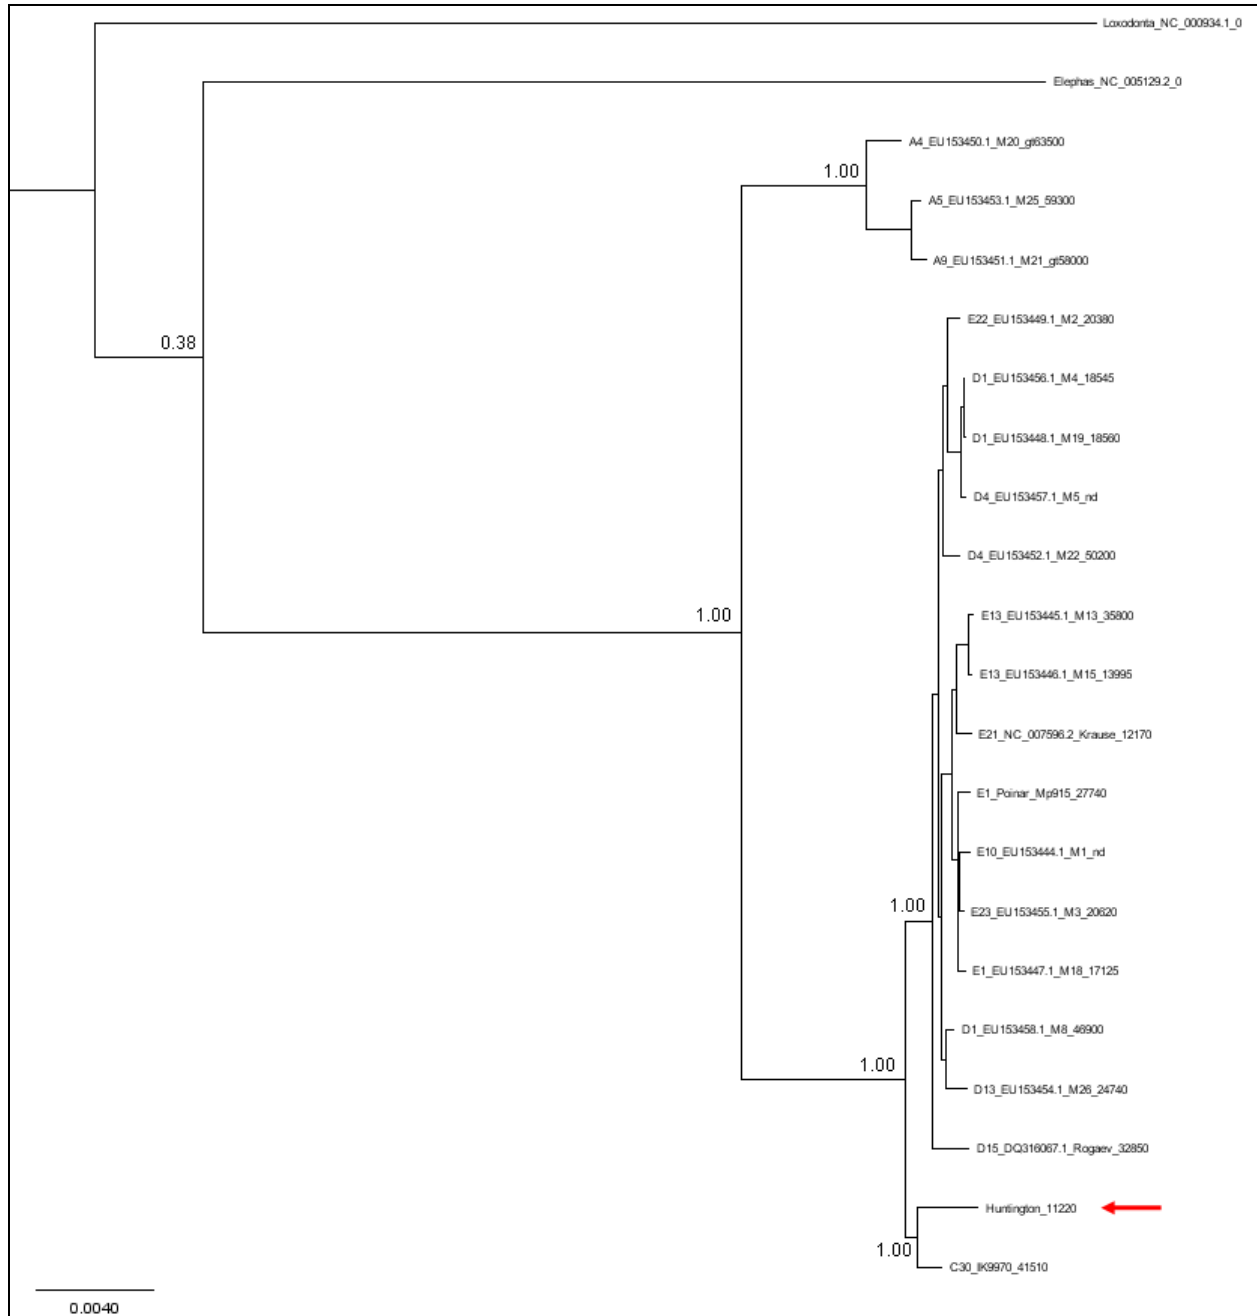 Loxodonta_NC_000934.1_0
Elephas_NC_005129.2_0
A4_EU153450.1_M20_gt63500
1.00
A5_EU153453.1_M25_59300
A9_EU153451.1_M21_gt58000
E22_EU153449.1_M2_20380
0.38
D1_EU153456.1_M4_18545
D1_EU153448.1_M19_18560
D4_EU153457.1_M5_nd
D4_EU153452.1_M22_50200
1.00
E13_EU153445.1_M13_35800
E13_EU153446.1_M15_13995
E21_NC_007596.2_Krause_12170
E1_Poinar_Mp915_27740
E10_EU153444.1_M1_nd
1.00
E23_EU153455.1_M3_20620
E1_EU153447.1_M18_17125
D1_EU153458.1_M8_46900
1.00
D13_EU153454.1_M26_24740
D15_DQ316067.1_Rogaev_32850
Huntington_11220
1.00
C30_IK9970_41510
0.0040